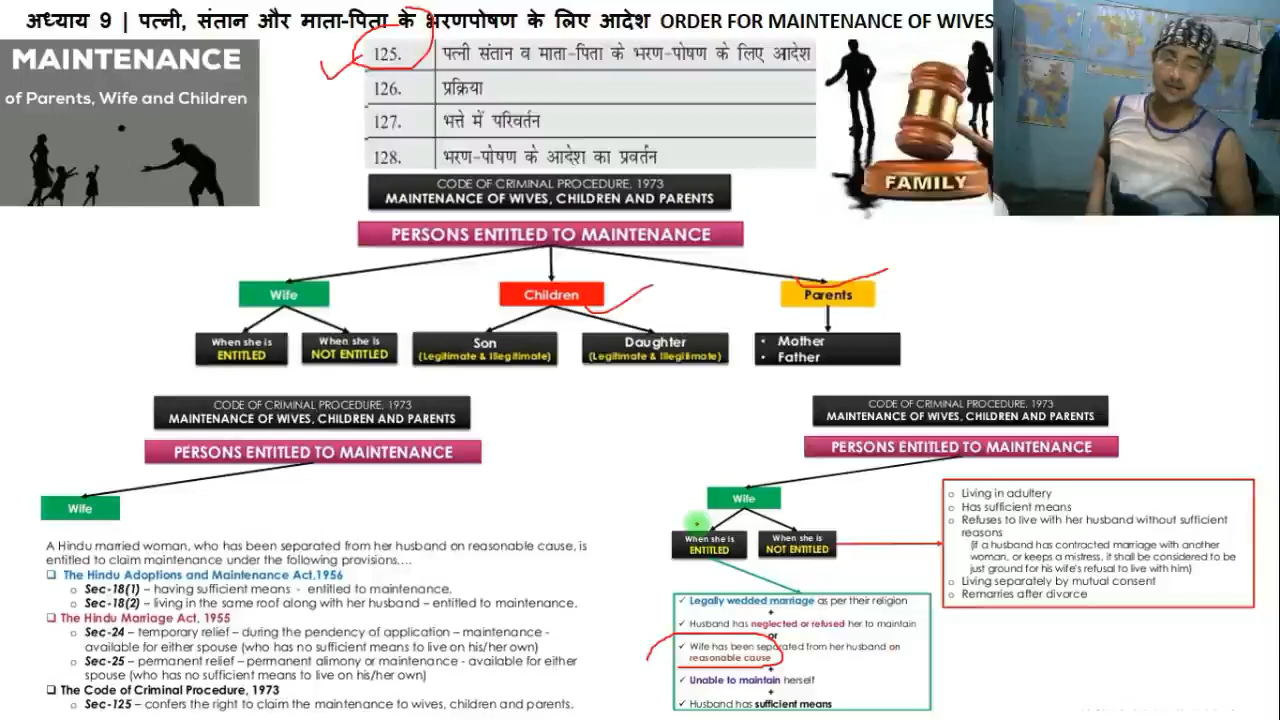 अध्याय 9 | पत्नी, संतान और माता-पिता के भरणपोषण के लिए आदेश ORDER FOR MAINTENANCE OF WIVES
MAINTENANCE
of Parents, Wife and Children
125. पत्नी संतान व माता-पिता के भरण-पोषण के लिए आदेश
126. प्रक्रिया
127. भत्ते में परिवर्तन
128. भरण-पोषण के आदेश का प्रवर्तन
FAMILY
CODE OF CRIMINAL PROCEDURE, 1973
MAINTENANCE OF WIVES, CHILDREN AND PARENTS
PERSONS ENTITLED TO MAINTENANCE
Wife
Children
Parents
When she is
ENTITLED
When she is
NOT ENTITLED
Son
(Legitimate & Illegitimate)
Daughter
(Legitimate & Illegitimate)
• Mother
• Father
CODE OF CRIMINAL PROCEDURE, 1973
MAINTENANCE OF WIVES, CHILDREN AND PARENTS
PERSONS ENTITLED TO MAINTENANCE
Wife
A Hindu married woman, who has been separated from her husband on reasonable cause, is
entitled to claim maintenance under the following provisions....
The Hindu Adoptions and Maintenance Act,1956
Sec-18(1) – having sufficient means - entitled to maintenance.
Sec-18(2) – living in the same roof along with her husband – entitled to maintenance.
The Hindu Marriage Act, 1955
Sec-24 – temporary relief – during the pendency of application – maintenance -
available for either spouse (who has no sufficient means to live on his/her own)
Sec-25 – permanent relief – permanent alimony or maintenance - available for either
spouse (who has no sufficient means to live on his/her own)
The Code of Criminal Procedure, 1973
Sec-125 – confers the right to claim the maintenance to wives, children and parents.
CODE OF CRIMINAL PROCEDURE, 1973
MAINTENANCE OF WIVES, CHILDREN AND PARENTS
PERSONS ENTITLED TO MAINTENANCE
Wife
When she is
ENTITLED
When she is
NOT ENTITLED
Living in adultery
Has sufficient means
Refuses to live with her husband without sufficient
reasons
(if a husband has contracted marriage with another
woman, or keeps a mistress, it shall be considered to be
just ground for his wife's refusal to live with him)
Living separately by mutual consent
Remarries after divorce
✓ Legally wedded marriage as per their religion
+
✓ Husband has neglected or refused her to maintain
or
✓ Wife has been separated from her husband on
reasonable cause
+
✓ Unable to maintain herself
+
✓ Husband has sufficient means